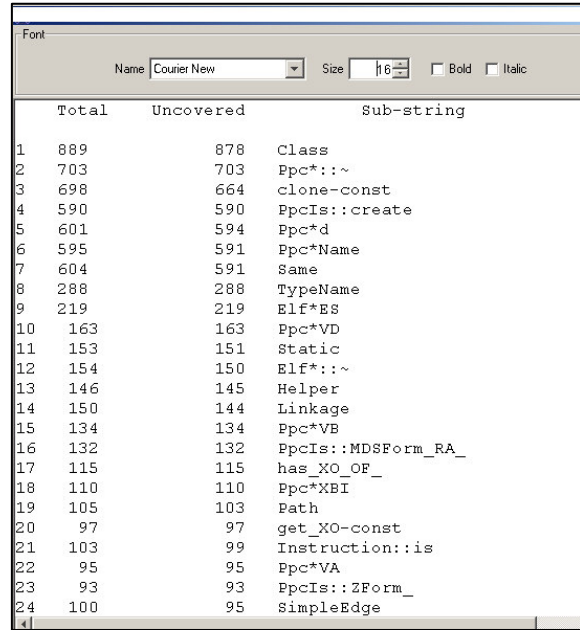 Font
Name Courier New Size 16 Bold Italic
Total Uncovered Sub-string
1 889 878 Class
2 703 703 Ppc*::~
3 698 664 clone-const
4 590 590 PpcIs::create
5 601 594 Ppc*d
6 595 591 Ppc*Name
7 604 591 Same
8 288 288 TypeName
9 219 219 Elf*ES
10 163 163 Ppc*VD
11 153 151 Static
12 154 150 Elf*::~
13 146 145 Helper
14 150 144 Linkage
15 134 134 Ppc*VB
16 132 132 PpcIs::MDSForm_RA_
17 115 115 has_XO_OF_
18 110 110 Ppc*XBI
19 105 103 Path
20 97 97 get_XO-const
21 103 99 Instruction::is
22 95 95 Ppc*VA
23 93 93 PpcIs::ZForm_
24 100 95 SimpleEdge